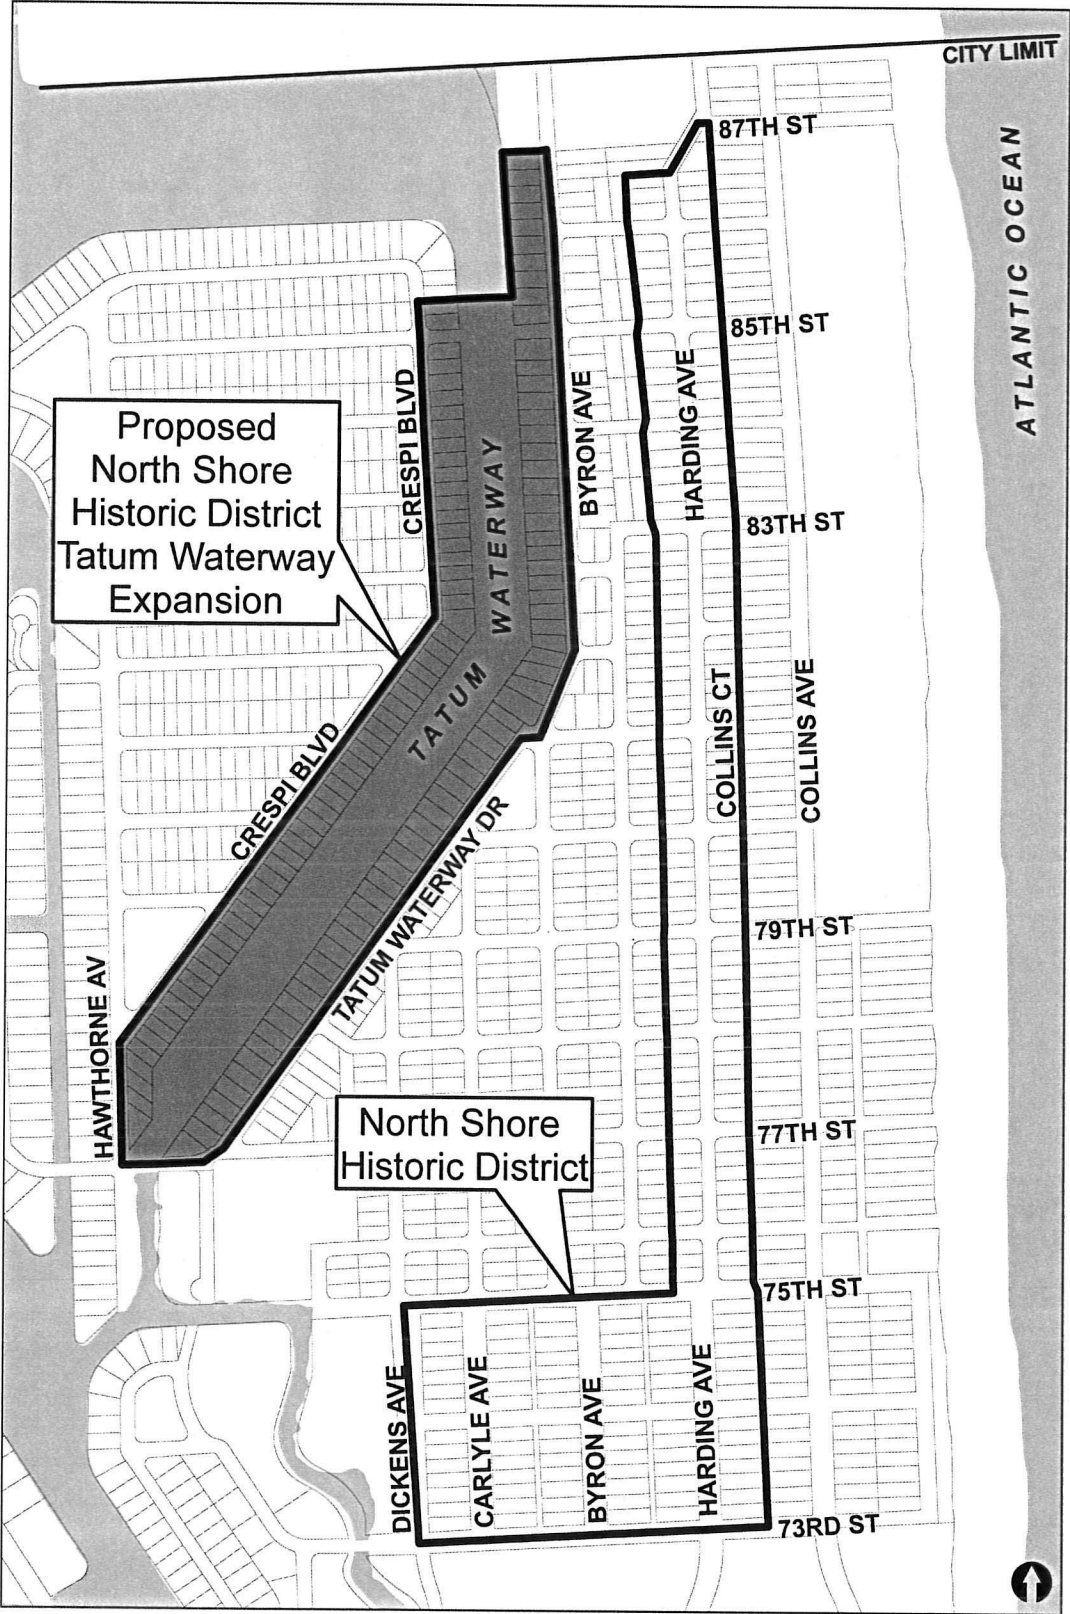 CITY LIMIT
87TH ST
ATLANTIC OCEAN
85TH ST
HARDING AVE
CRESPI BLVD
BYRON AVE
Proposed
North Shore
Historic District
Tatum Waterway
Expansion
TATUM WATERWAY
83TH ST
COLLINS CT
COLLINS AVE
CRESPI BLVD
TATUM WATERWAY DR
79TH ST
HAWTHORNE AV
North Shore
Historic District
77TH ST
75TH ST
DICKENS AVE
CARLYLE AVE
BYRON AVE
HARDING AVE
73RD ST